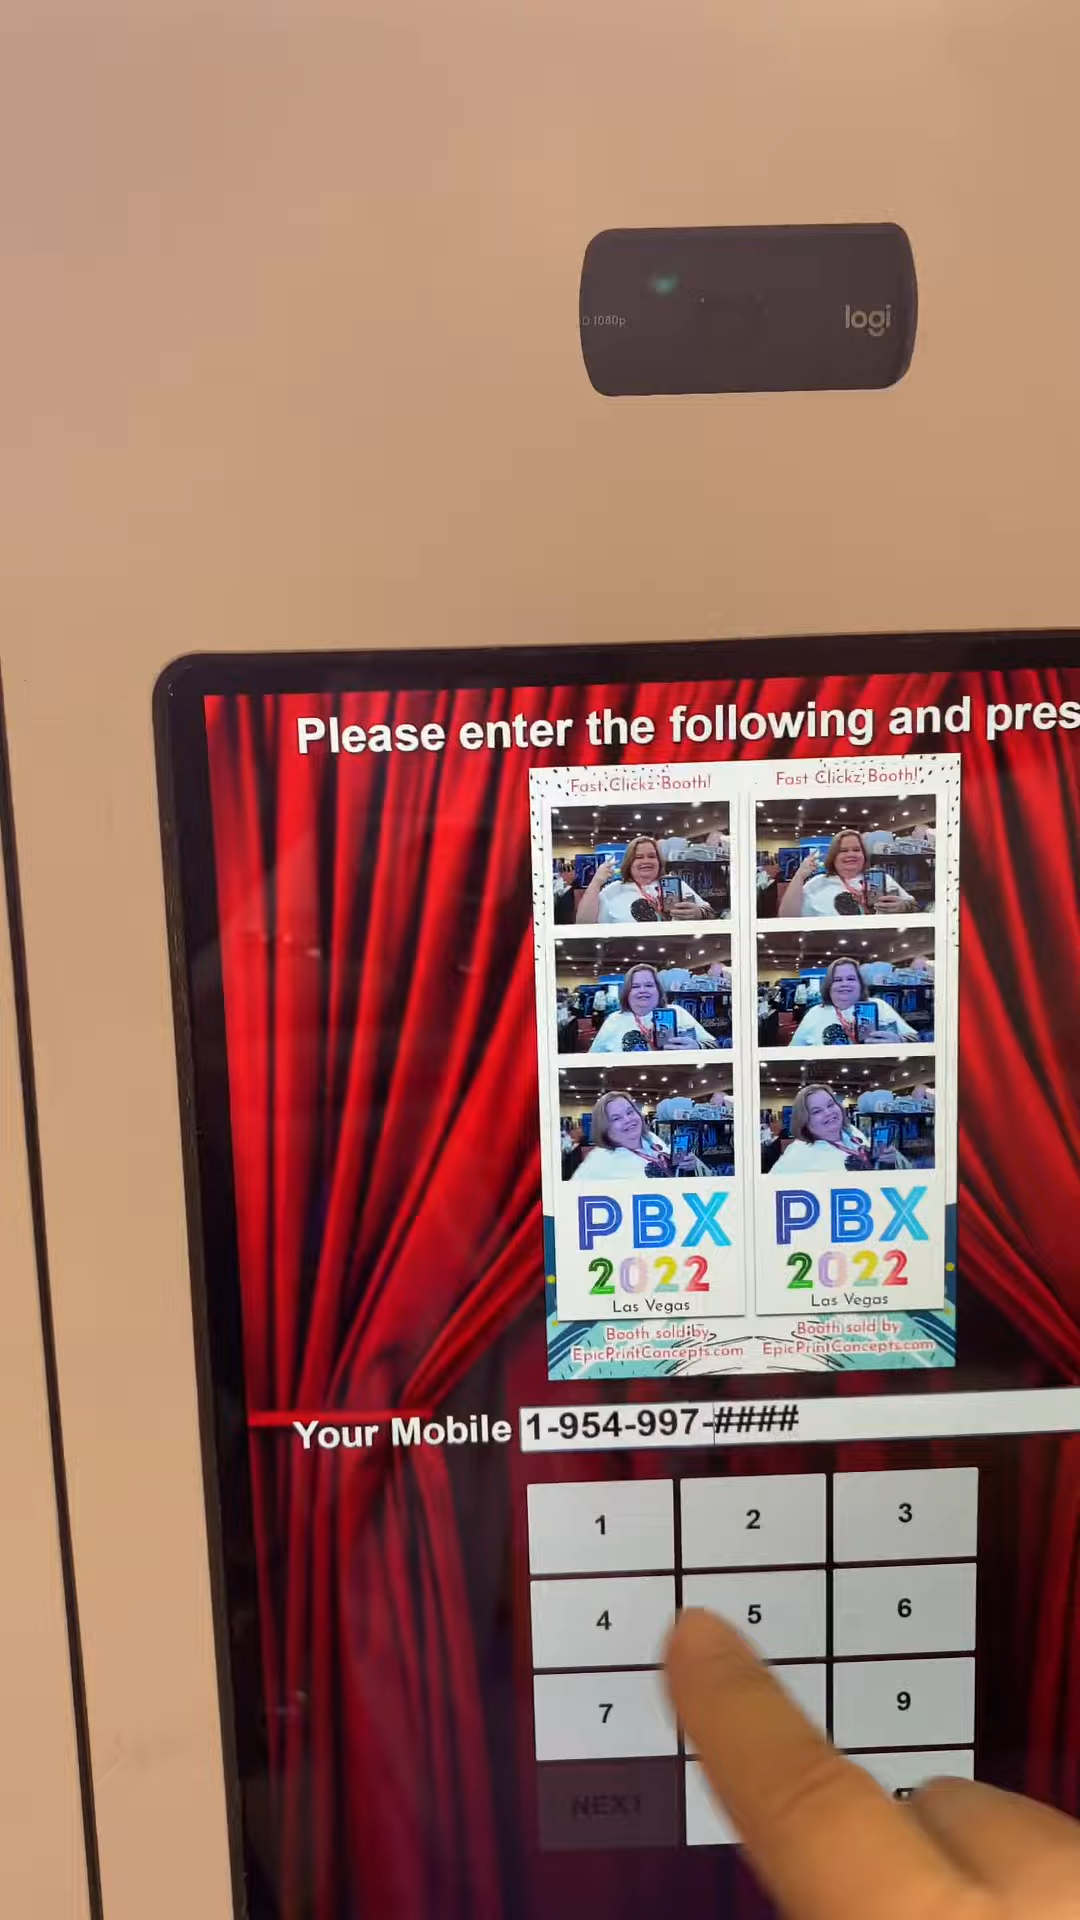 D 1080p
logi
Please enter the following and pres
Fast Clickz Booth! Fast Clickz Booth!
PBX PBX
2022 2022
Las Vegas Las Vegas
Booth sold by Booth sold by
EpicPrintConcepts.com EpicPrintConcepts.com
Your Mobile 1-954-997-####
1 2 3
4 5 6
7 9
NEXT